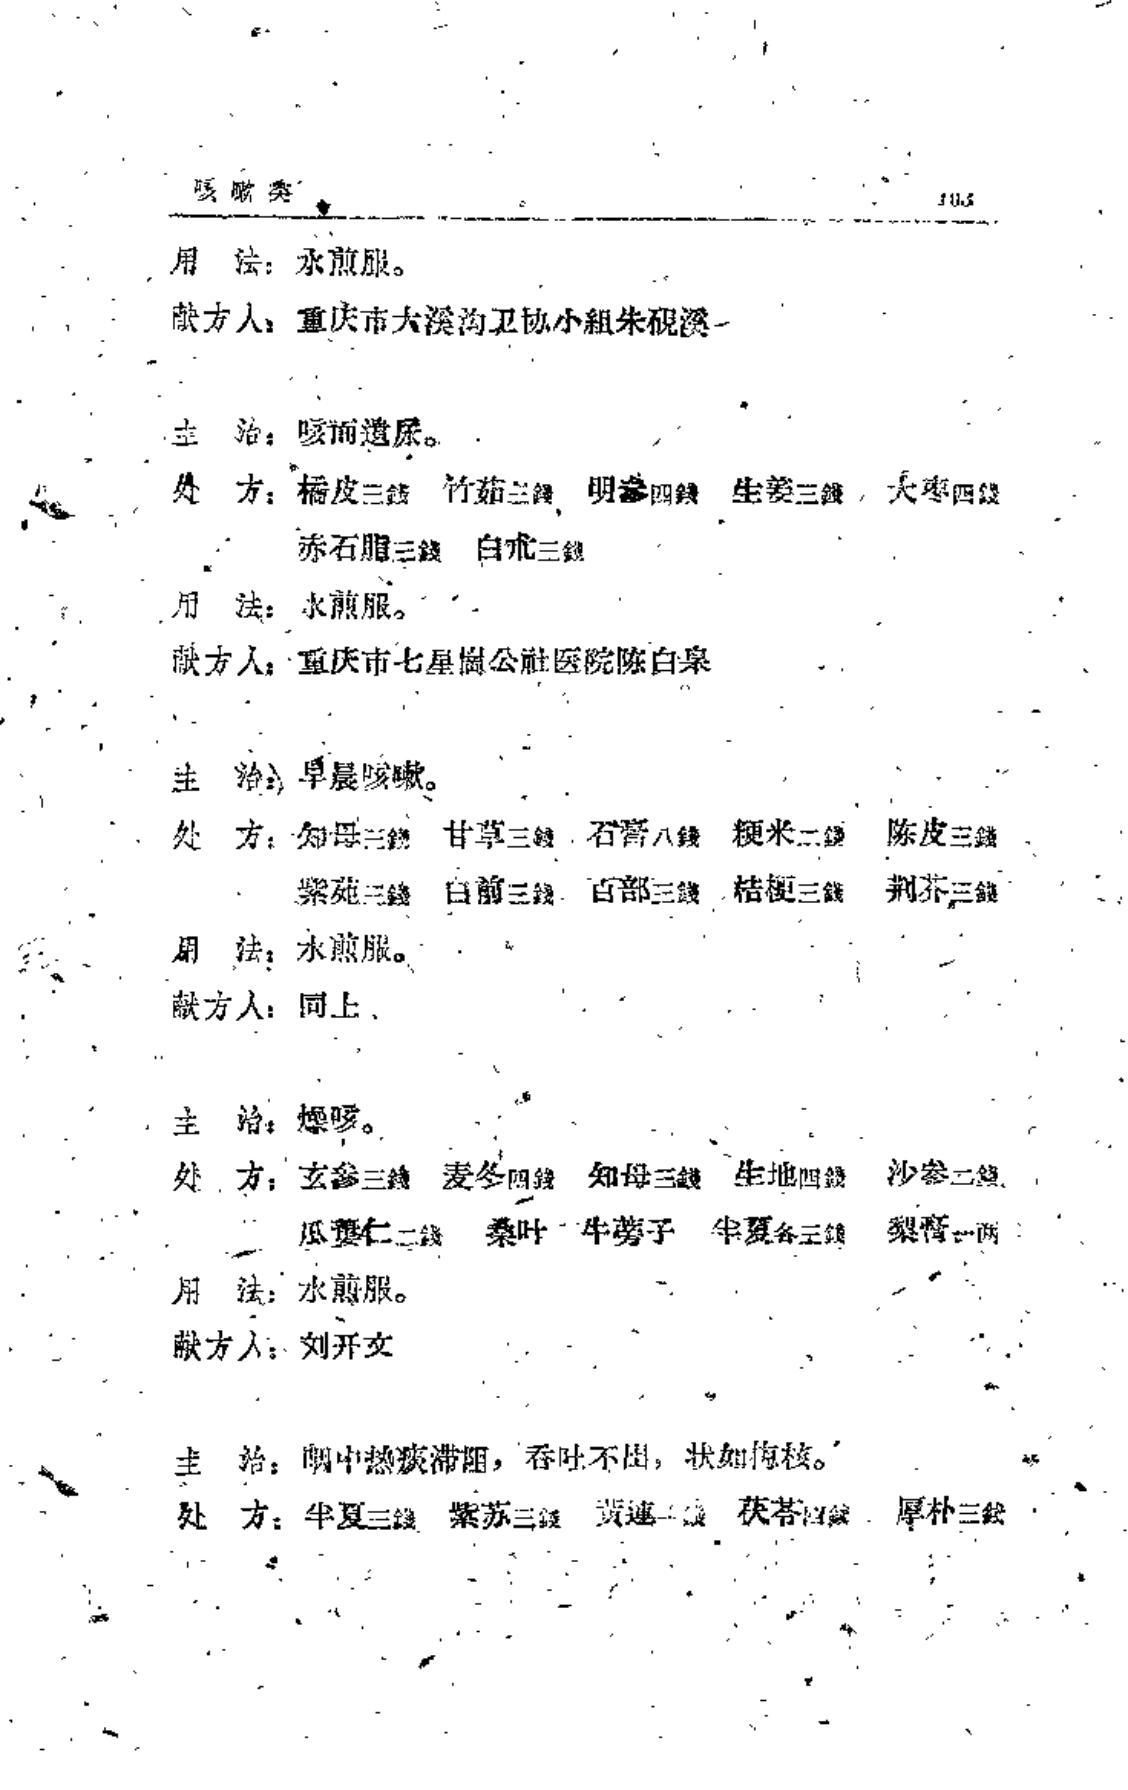 咳嗽类 105
用　法：水煎服。
献方人：重庆市大溪沟卫协小組朱砚溪
主　治：咳而遺尿。
处　方：橘皮三錢　竹茹三錢　明参四錢　生姜三錢　大枣四錢
赤石脂三錢　白朮三錢
用　法：水煎服。
献方人：重庆市七星崗公社医院陈白泉
主　治：早晨咳嗽。
处　方：知母三錢　甘草三錢　石膏八錢　粳米二錢　陈皮三錢
紫菀三錢　白前三錢　百部三錢　桔梗三錢　荆芥三錢
用　法：水煎服。
献方人：同上
主　治：燥咳。
处　方：玄参三錢　麦冬四錢　知母三錢　生地四錢　沙参二錢
瓜蒌仁二錢　桑叶　牛蒡子　半夏各三錢　梨膏一两
用　法：水煎服。
献方人：刘开文
主　治：咽中热痰滞阻，吞吐不出，状如梅核。
处　方：半夏三錢　紫苏三錢　黃連　茯苓四錢　厚朴三錢